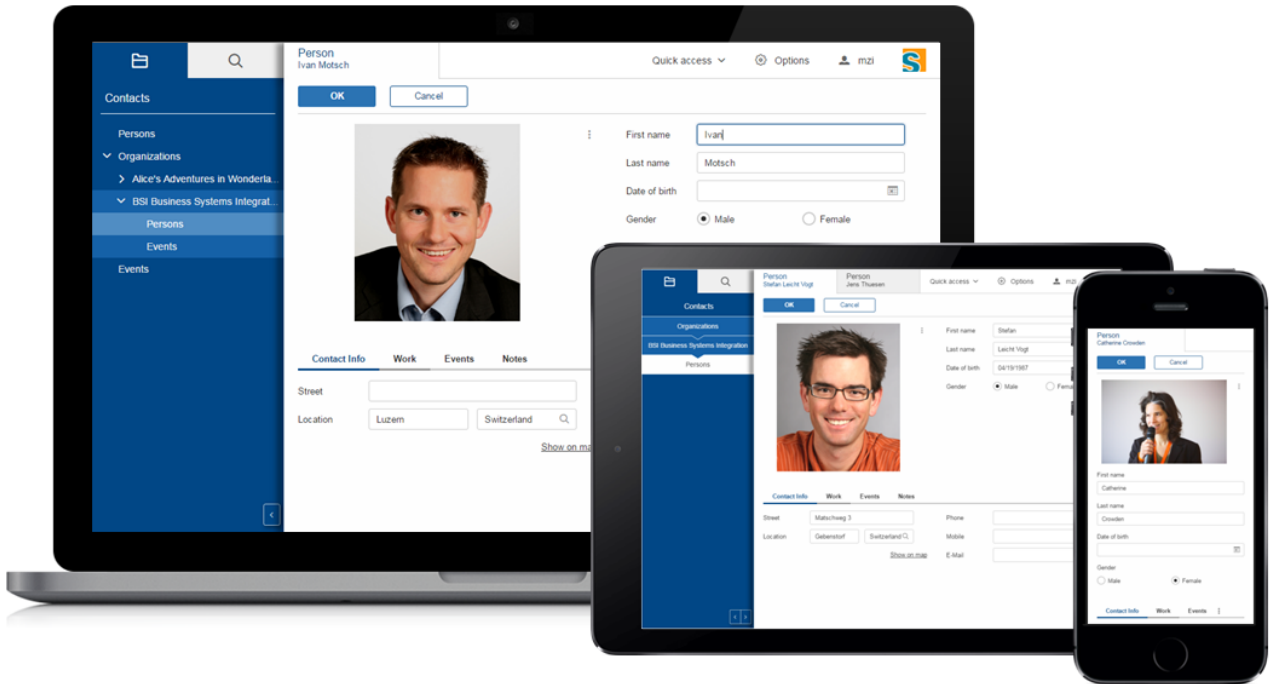 Person
Ivan Motsch
Quick access
Options
mzi
S
Contacts
OK
Cancel
Persons
Organizations
Alice's Adventures in Wonderla...
BSI Business Systems Integrat...
Persons
Events
Events
First name
Ivan
Last name
Motsch
Date of birth
Gender
Male
Female
Contact Info
Work
Events
Notes
Street
Location
Luzern
Switzerland
Show on ma
Person
Stefan Leicht Vogt
Person
Jens Thuesen
Quick access
Options
mzi
Contacts
OK
Cancel
Organizations
BSI Business Systems Integration
Persons
First name
Stefan
Last name
Leicht Vogt
Date of birth
04/19/1987
Gender
Male
Fema
Contact Info
Work
Events
Notes
Street
Matschweg 3
Phone
Location
Gebenstorf
Switzerland
Mobile
Show on map
E-Mail
Person
Catherine Crowden
OK
Cancel
First name
Catherine
Last name
Crowden
Date of birth
Gender
Male
Female
Contact Info
Work
Events